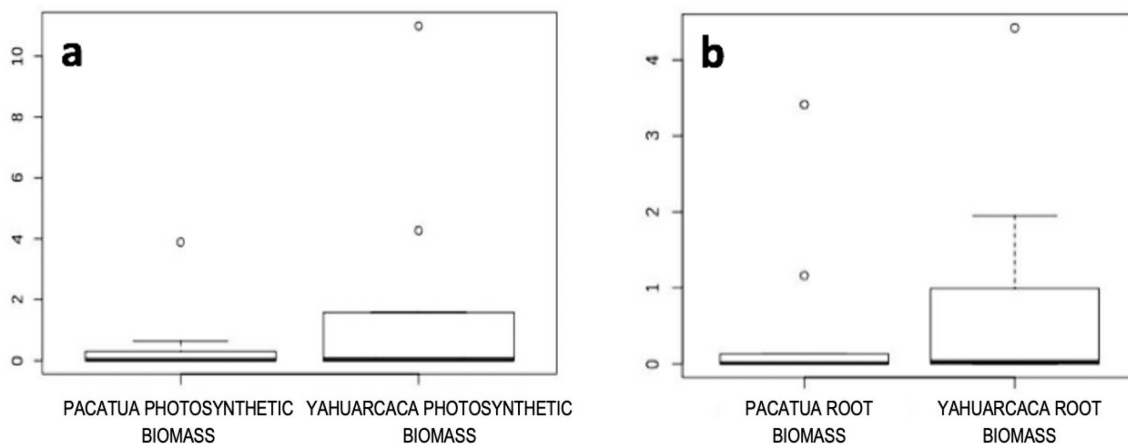 a
10
8
6
4
2
0
PACATUA PHOTOSYNTHETIC
BIOMASS
YAHUARCACA PHOTOSYNTHETIC
BIOMASS
b
4
3
2
1
0
PACATUA ROOT
BIOMASS
YAHUARCACA ROOT
BIOMASS